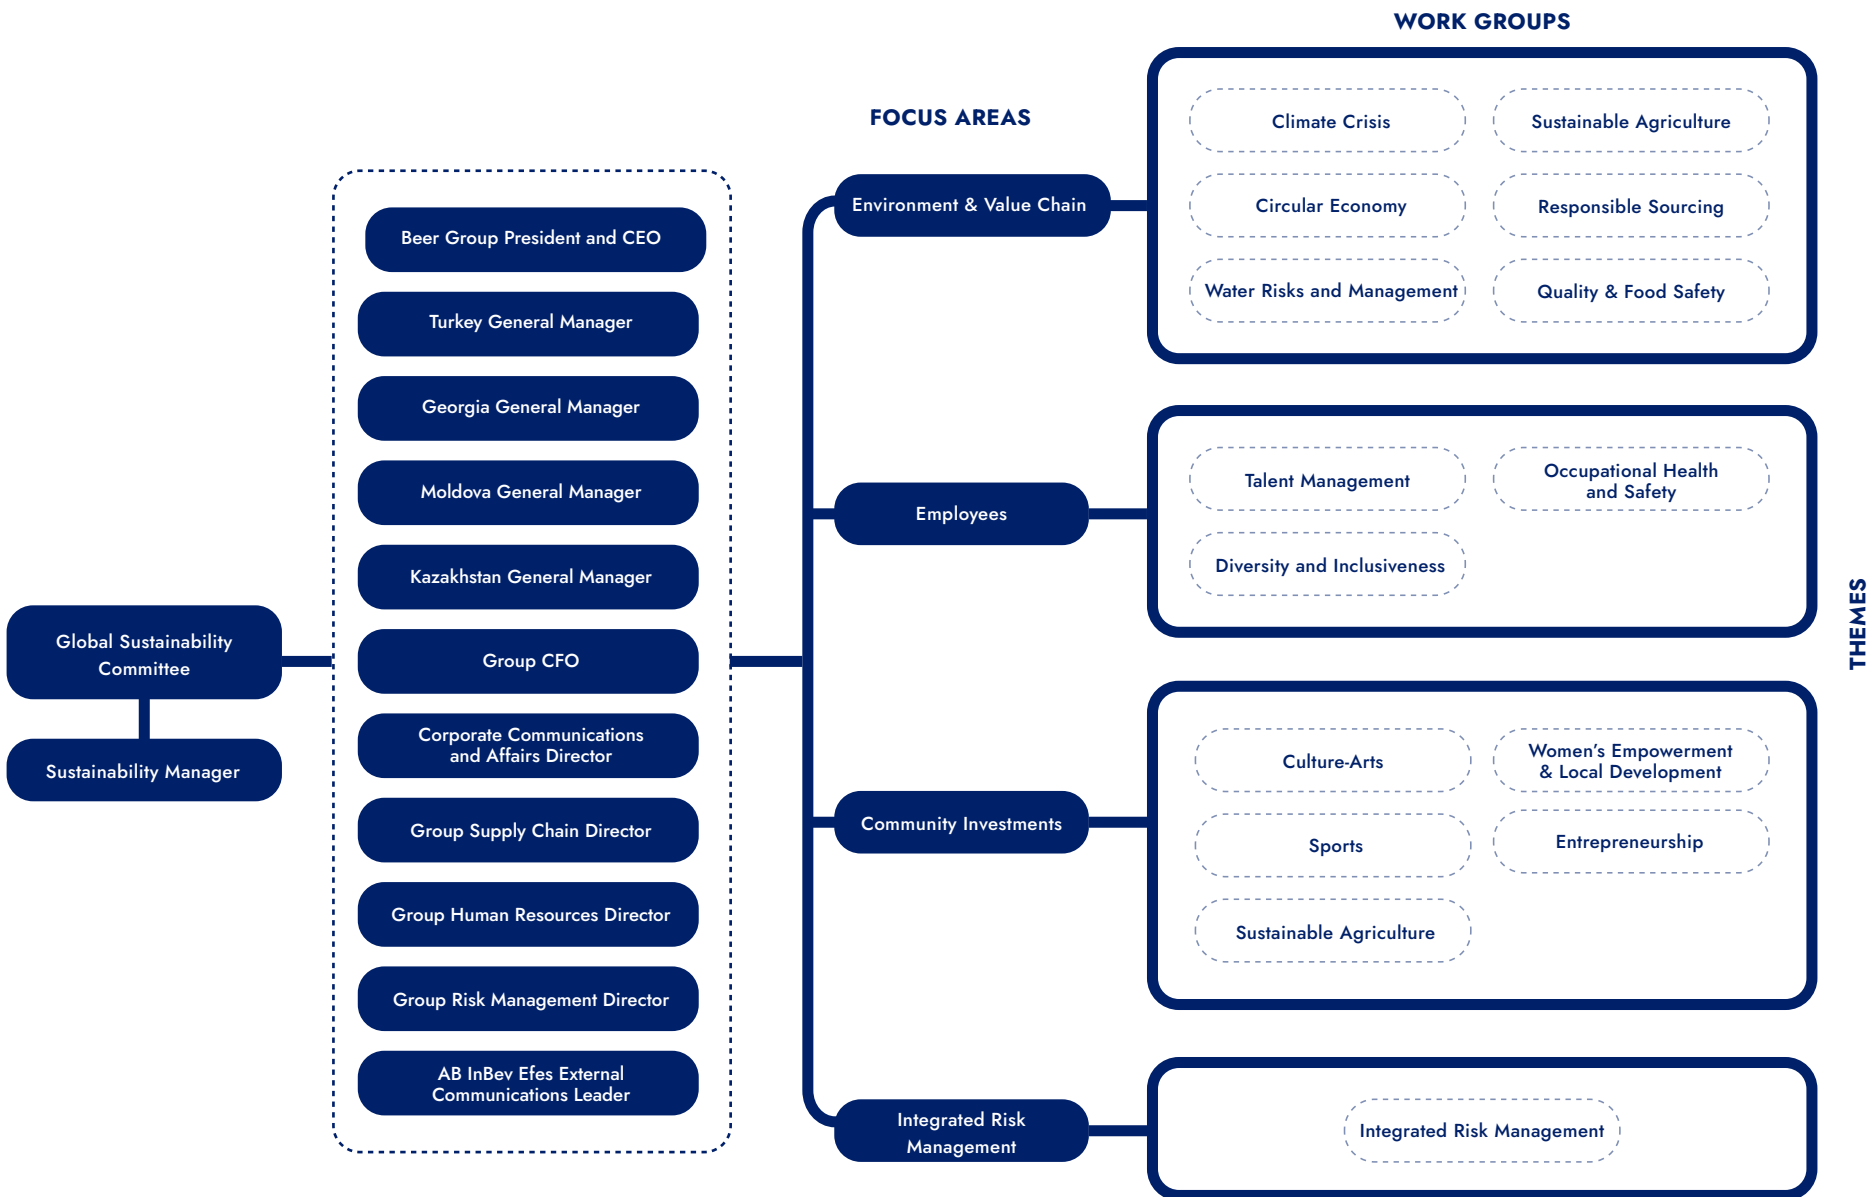 WORK GROUPS
FOCUS AREAS
THEMES
Global Sustainability
Committee
Sustainability Manager
Beer Group President and CEO
Turkey General Manager
Georgia General Manager
Moldova General Manager
Kazakhstan General Manager
Group CFO
Corporate Communications
and Affairs Director
Group Supply Chain Director
Group Human Resources Director
Group Risk Management Director
AB InBev Efes External
Communications Leader
Environment & Value Chain
Climate Crisis
Sustainable Agriculture
Circular Economy
Responsible Sourcing
Water Risks and Management
Quality & Food Safety
Employees
Talent Management
Occupational Health
and Safety
Diversity and Inclusiveness
Community Investments
Culture-Arts
Women’s Empowerment
& Local Development
Sports
Entrepreneurship
Sustainable Agriculture
Integrated Risk
Management
Integrated Risk Management